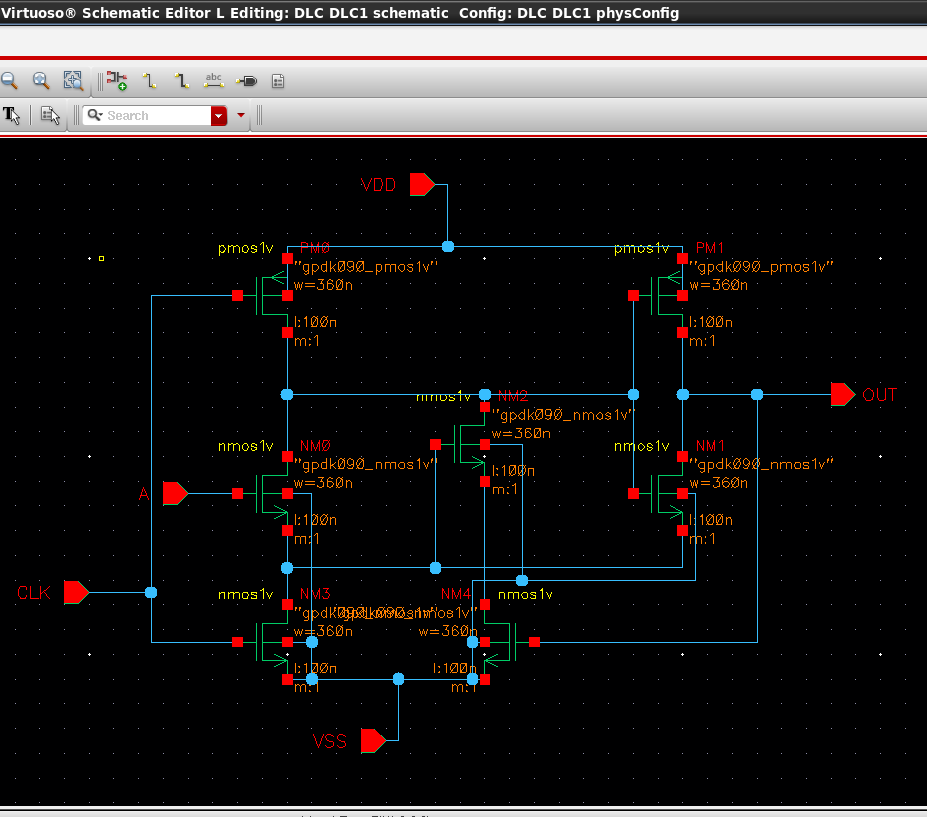 Virtuoso® Schematic Editor L Editing: DLC DLC1 schematic Config: DLC DLC1 physConfig
abc
T
Search
VDD
pmos1v PM0
"gpdk090_pmos1v"
w=360n
l:100n
m:1
pmos1v PM1
"gpdk090_pmos1v"
w=360n
l:100n
m:1
OUT
nmos1v NM2
"gpdk090_nmos1v"
w=360n
l:100n
m:1
nmos1v NM0
"gpdk090_nmos1v"
w=360n
l:100n
m:1
nmos1v NM1
"gpdk090_nmos1v"
w=360n
l:100n
m:1
A
CLK
nmos1v NM3
w=360n
l:100n
m:1
NM4 nmos1v
w=360n
l:100n
m:1
VSS